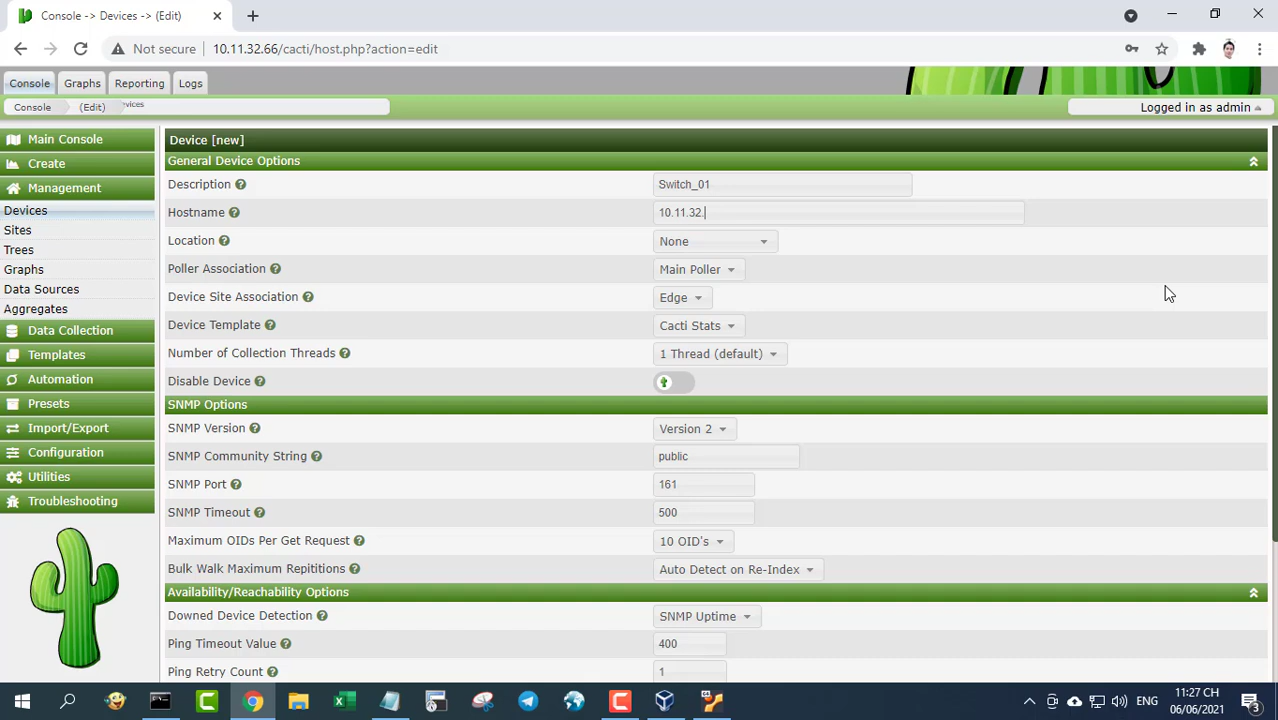 Console -> Devices -> (Edit)
Not secure 10.11.32.66/cacti/host.php?action=edit
Console Graphs Reporting Logs
Console (Edit) vices
Logged in as admin
Main Console
Create
Management
Devices
Sites
Trees
Graphs
Data Sources
Aggregates
Data Collection
Templates
Automation
Presets
Import/Export
Configuration
Utilities
Troubleshooting
Device [new]
General Device Options
Description Switch_01
Hostname 10.11.32.
Location None
Poller Association Main Poller
Device Site Association Edge
Device Template Cacti Stats
Number of Collection Threads 1 Thread (default)
Disable Device
SNMP Options
SNMP Version Version 2
SNMP Community String public
SNMP Port 161
SNMP Timeout 500
Maximum OIDs Per Get Request 10 OID's
Bulk Walk Maximum Repititions Auto Detect on Re-Index
Availability/Reachability Options
Downed Device Detection SNMP Uptime
Ping Timeout Value 400
Ping Retry Count 1
ENG
11:27 CH
06/06/2021
3